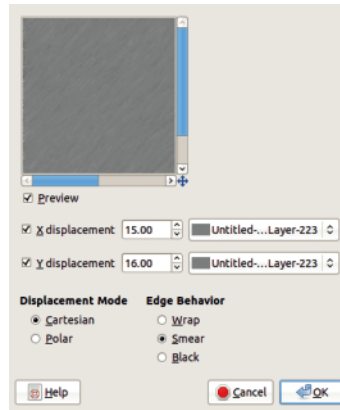 Preview
X displacement 15.00 Untitled-...Layer-223
Y displacement 16.00 Untitled-...Layer-223
Displacement Mode Edge Behavior
Cartesian Wrap
Polar Smear
Black
Help Cancel OK